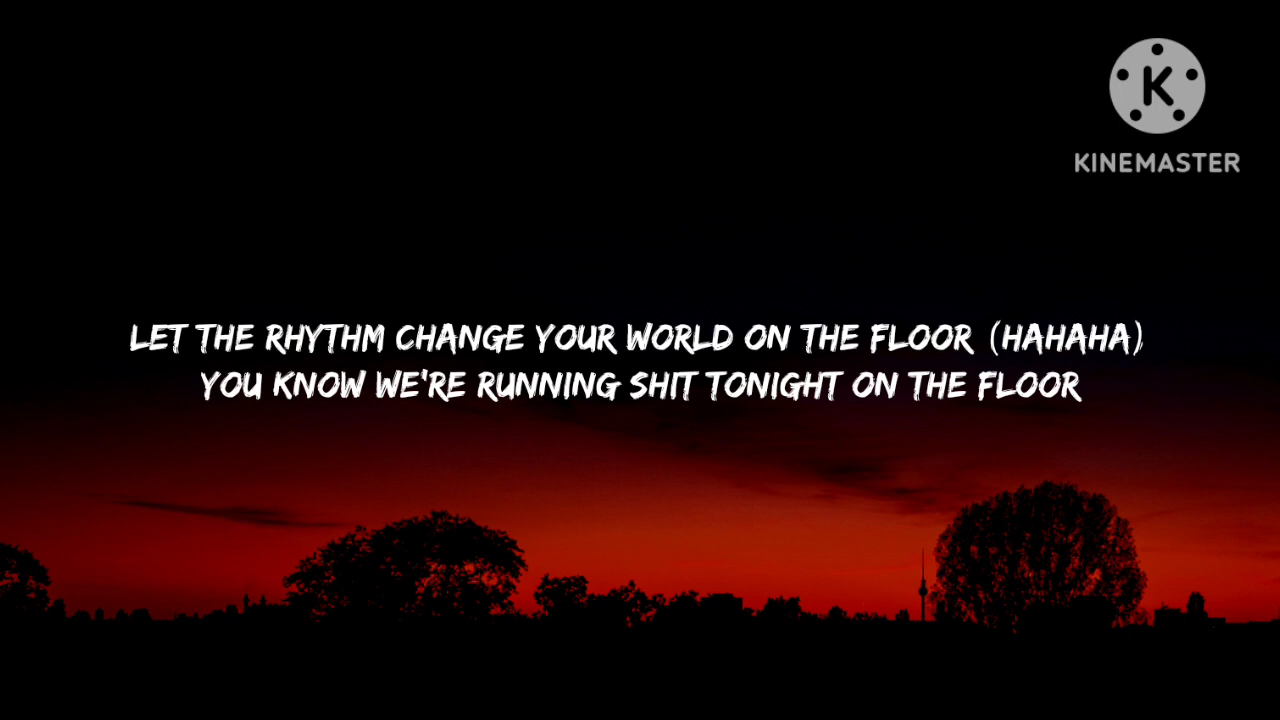 K
KINEMASTER
LET THE RHYTHM CHANGE YOUR WORLD ON THE FLOOR (HAHAHA)
YOU KNOW WE'RE RUNNING SHIT TONIGHT ON THE FLOOR